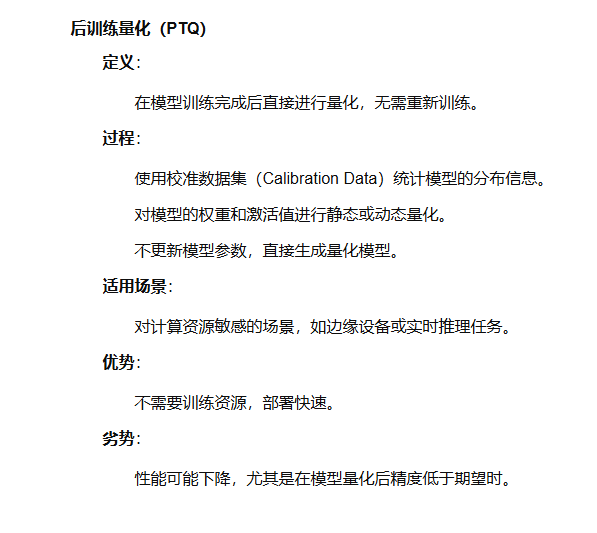 后训练量化（PTQ）
定义：
在模型训练完成后直接进行量化，无需重新训练。
过程：
使用校准数据集（Calibration Data）统计模型的分布信息。
对模型的权重和激活值进行静态或动态量化。
不更新模型参数，直接生成量化模型。
适用场景：
对计算资源敏感的场景，如边缘设备或实时推理任务。
优势：
不需要训练资源，部署快速。
劣势：
性能可能下降，尤其是在模型量化后精度低于期望时。